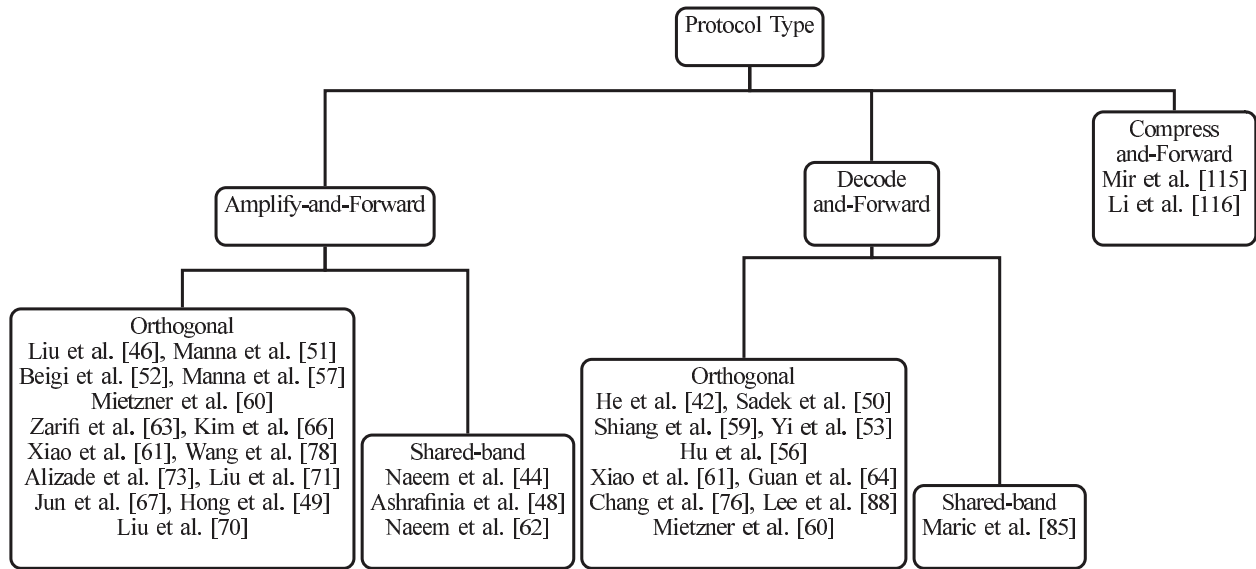 Protocol Type
Compress
and-Forward
Mir et al. [115]
Li et al. [116]
Amplify-and-Forward
Decode
and-Forward
Orthogonal
Liu et al. [46], Manna et al. [51]
Beigi et al. [52], Manna et al. [57]
Mietzner et al. [60]
Zarifi et al. [63], Kim et al. [66]
Xiao et al. [61], Wang et al. [78]
Alizade et al. [73], Liu et al. [71]
Jun et al. [67], Hong et al. [49]
Liu et al. [70]
Shared-band
Naeem et al. [44]
Ashrafinia et al. [48]
Naeem et al. [62]
Orthogonal
He et al. [42], Sadek et al. [50]
Shiang et al. [59], Yi et al. [53]
Hu et al. [56]
Xiao et al. [61], Guan et al. [64]
Chang et al. [76], Lee et al. [88]
Mietzner et al. [60]
Shared-band
Maric et al. [85]